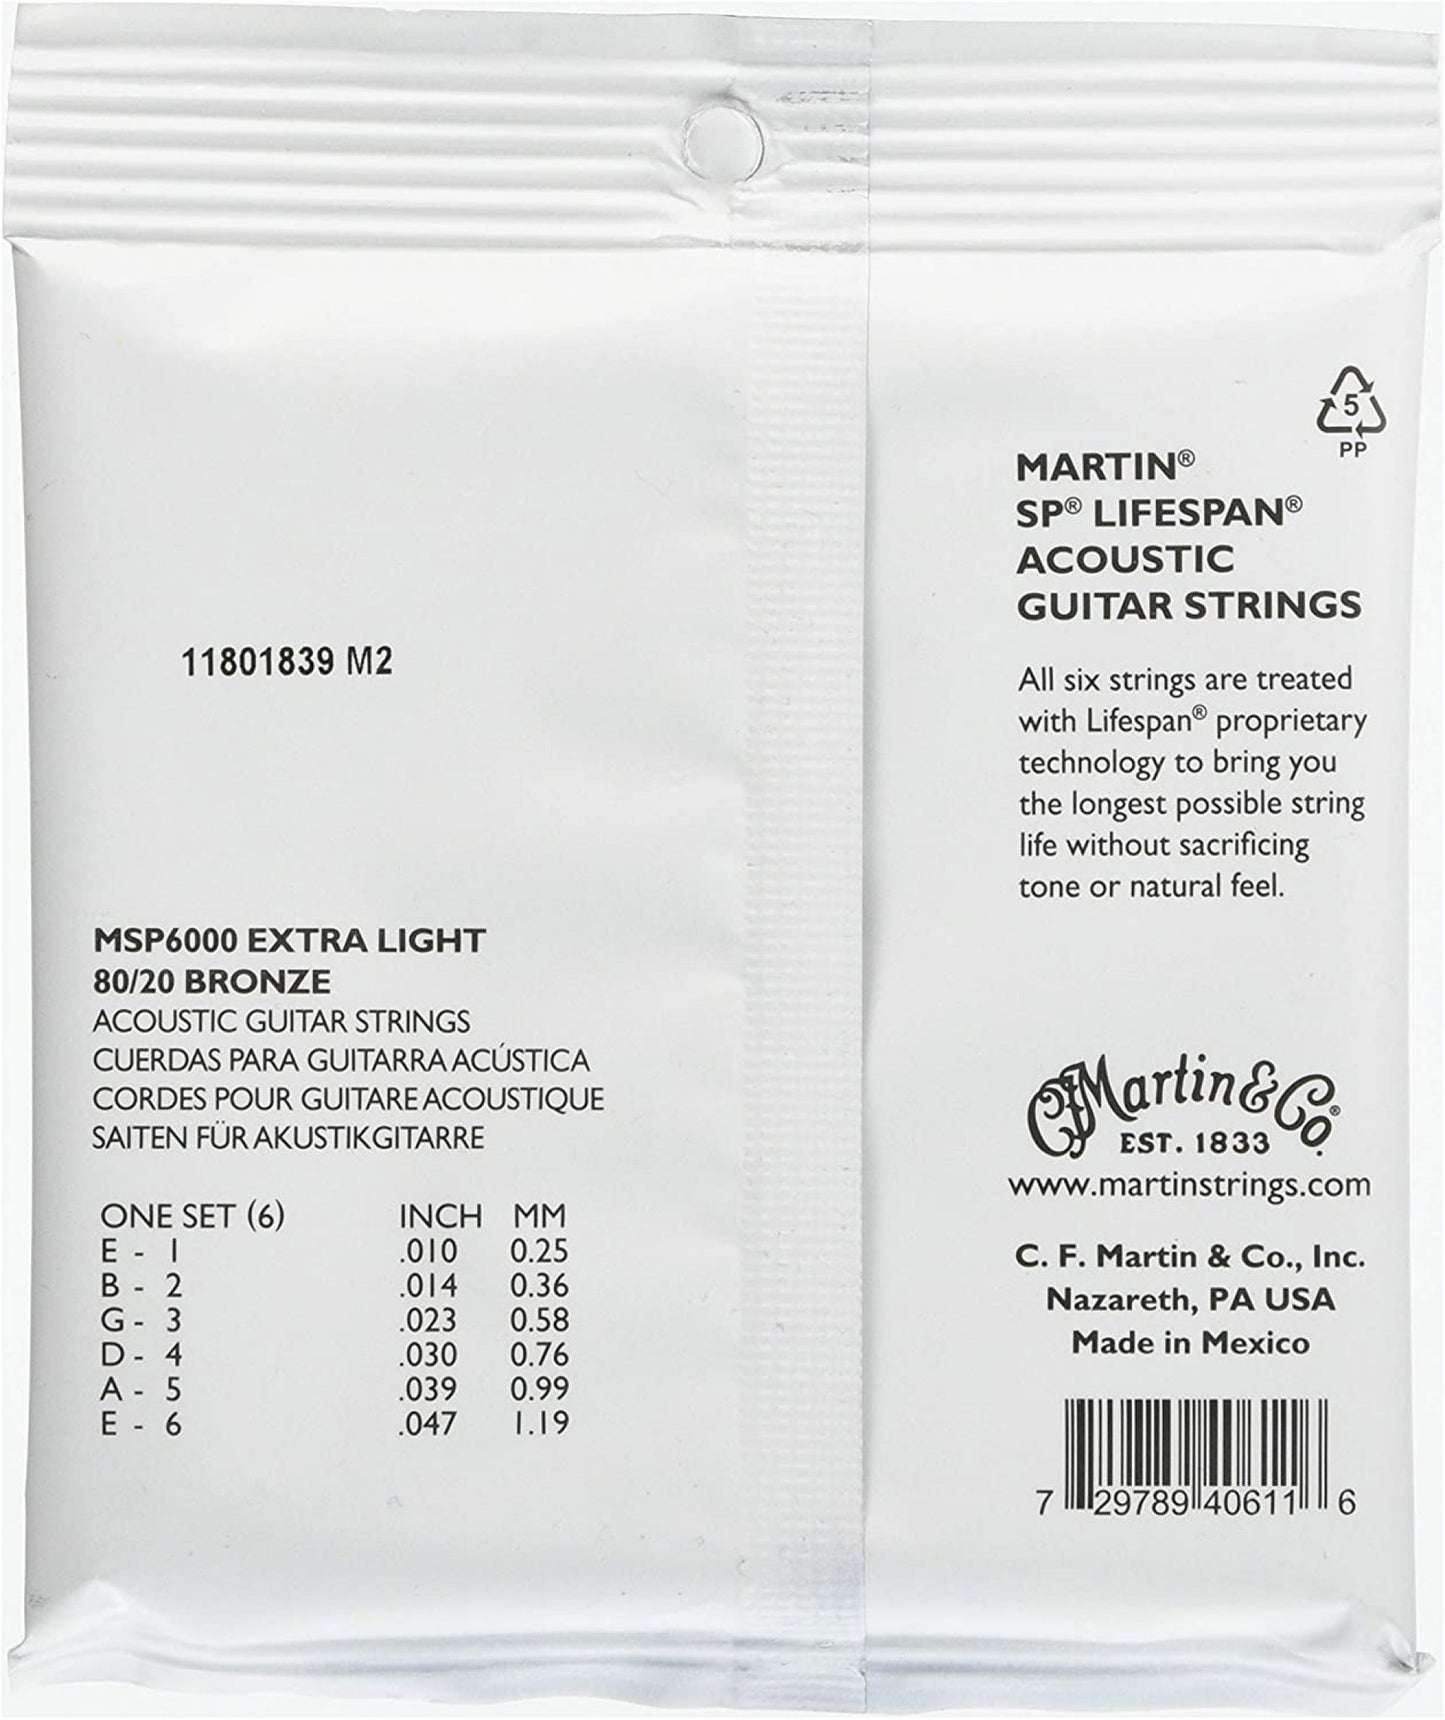 11801839 M2
MSP6000 EXTRA LIGHT
80/20 BRONZE
ACOUSTIC GUITAR STRINGS
CUERDAS PARA GUITARRA ACÚSTICA
CORDES POUR GUITARE ACOUSTIQUE
SAITEN FÜR AKUSTIKGITARRE
ONE SET (6) INCH MM
E - 1 .010 0.25
B - 2 .014 0.36
G - 3 .023 0.58
D - 4 .030 0.76
A - 5 .039 0.99
E - 6 .047 1.19
5
PP
MARTIN®
SP® LIFESPAN®
ACOUSTIC
GUITAR STRINGS
All six strings are treated
with Lifespan® proprietary
technology to bring you
the longest possible string
life without sacrificing
tone or natural feel.
CF Martin & Co.®
EST. 1833
www.martinstrings.com
C. F. Martin & Co., Inc.
Nazareth, PA USA
Made in Mexico
7 29789 40611 6